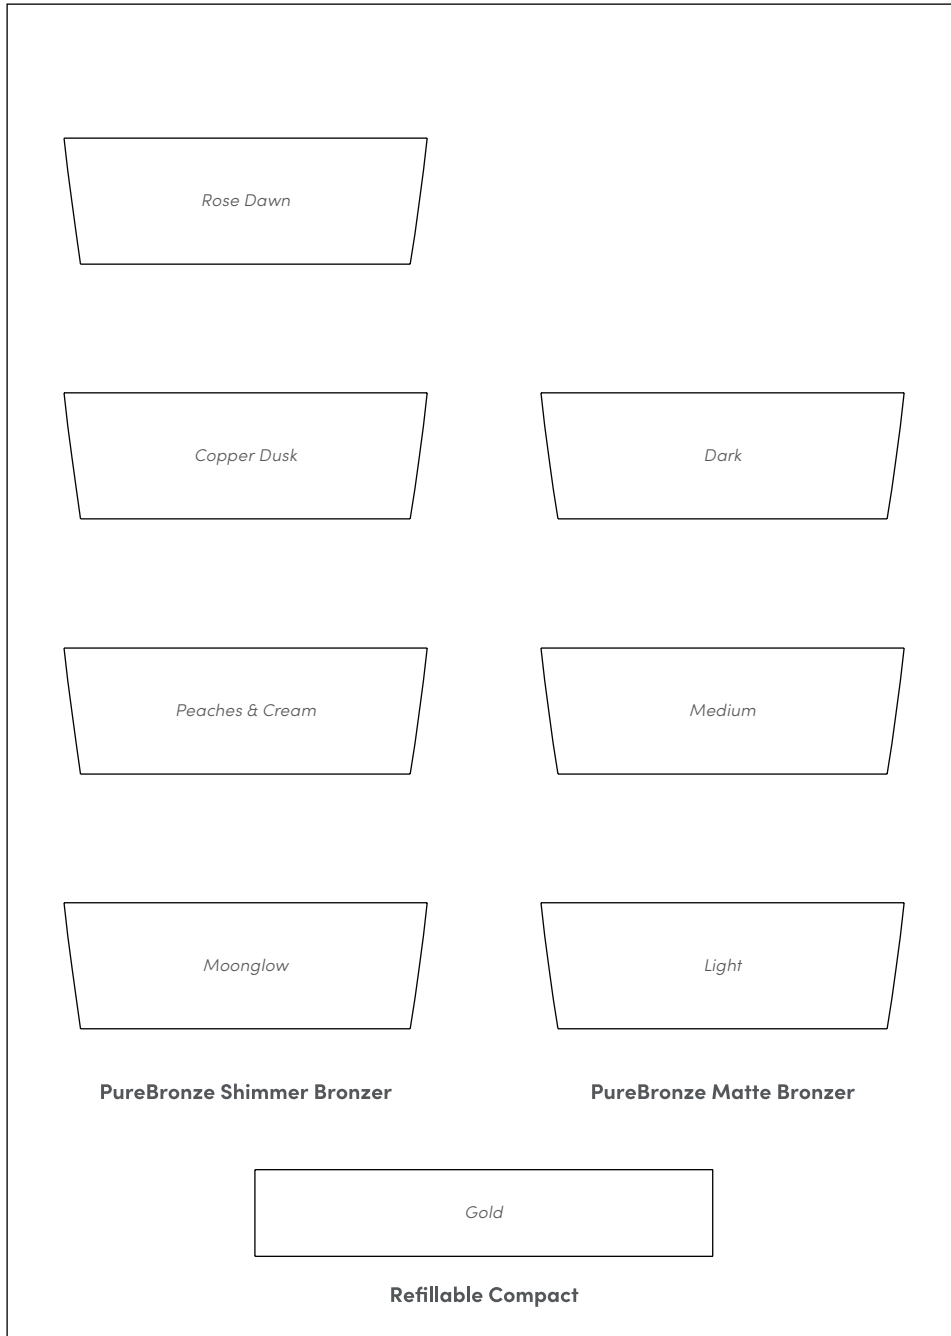 Rose Dawn
Copper Dusk
Dark
Peaches & Cream
Medium
Moonglow
Light
PureBronze Shimmer Bronzer
PureBronze Matte Bronzer
Gold
Refillable Compact